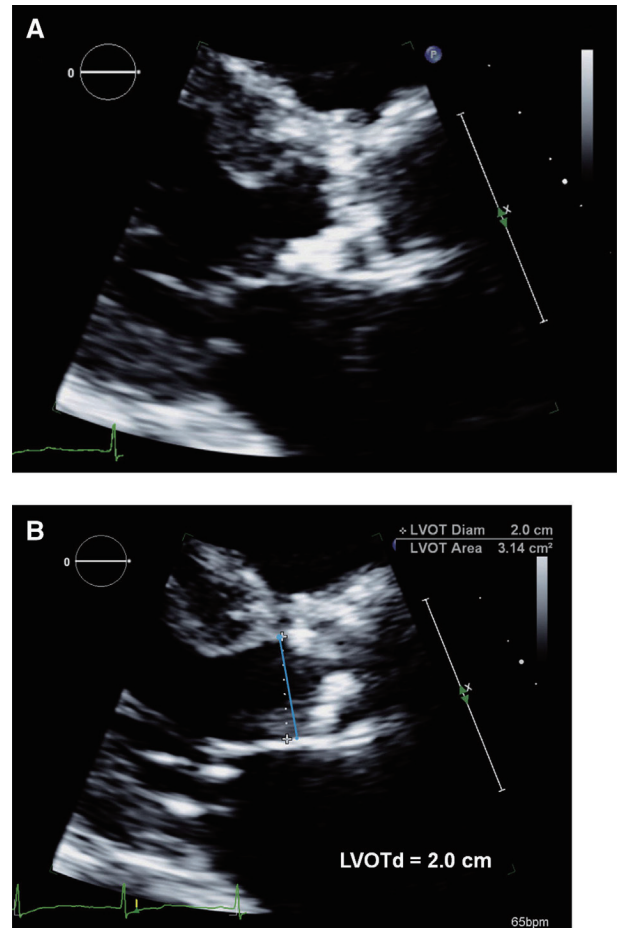 A
P
0
x
B
LVOT Diam 2.0 cm
LVOT Area 3.14 cm²
0
x
LVOTd = 2.0 cm
65bpm